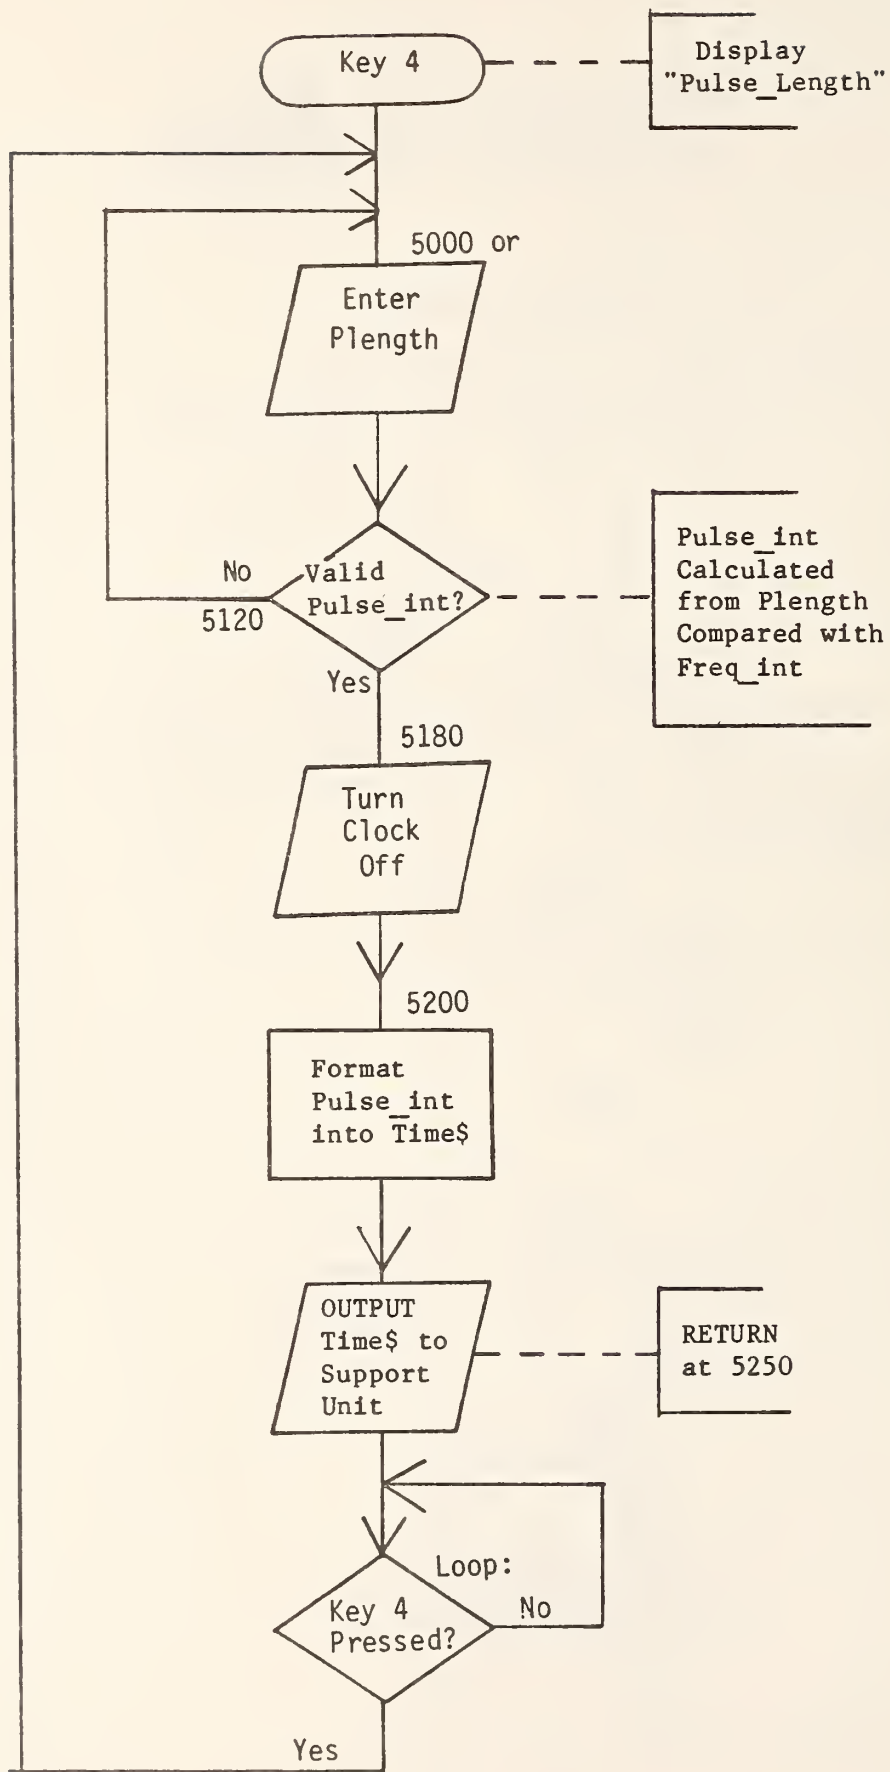 Key 4
Display
"Pulse_Length"
5000 or
Enter
Plength
No
5120
Valid
Pulse_int?
Pulse_int
Calculated
from Plength
Compared with
Freq_int
Yes
5180
Turn
Clock
Off
5200
Format
Pulse_int
into Time$
OUTPUT
Time$ to
Support
Unit
RETURN
at 5250
Loop:
Key 4
Pressed?
No
Yes